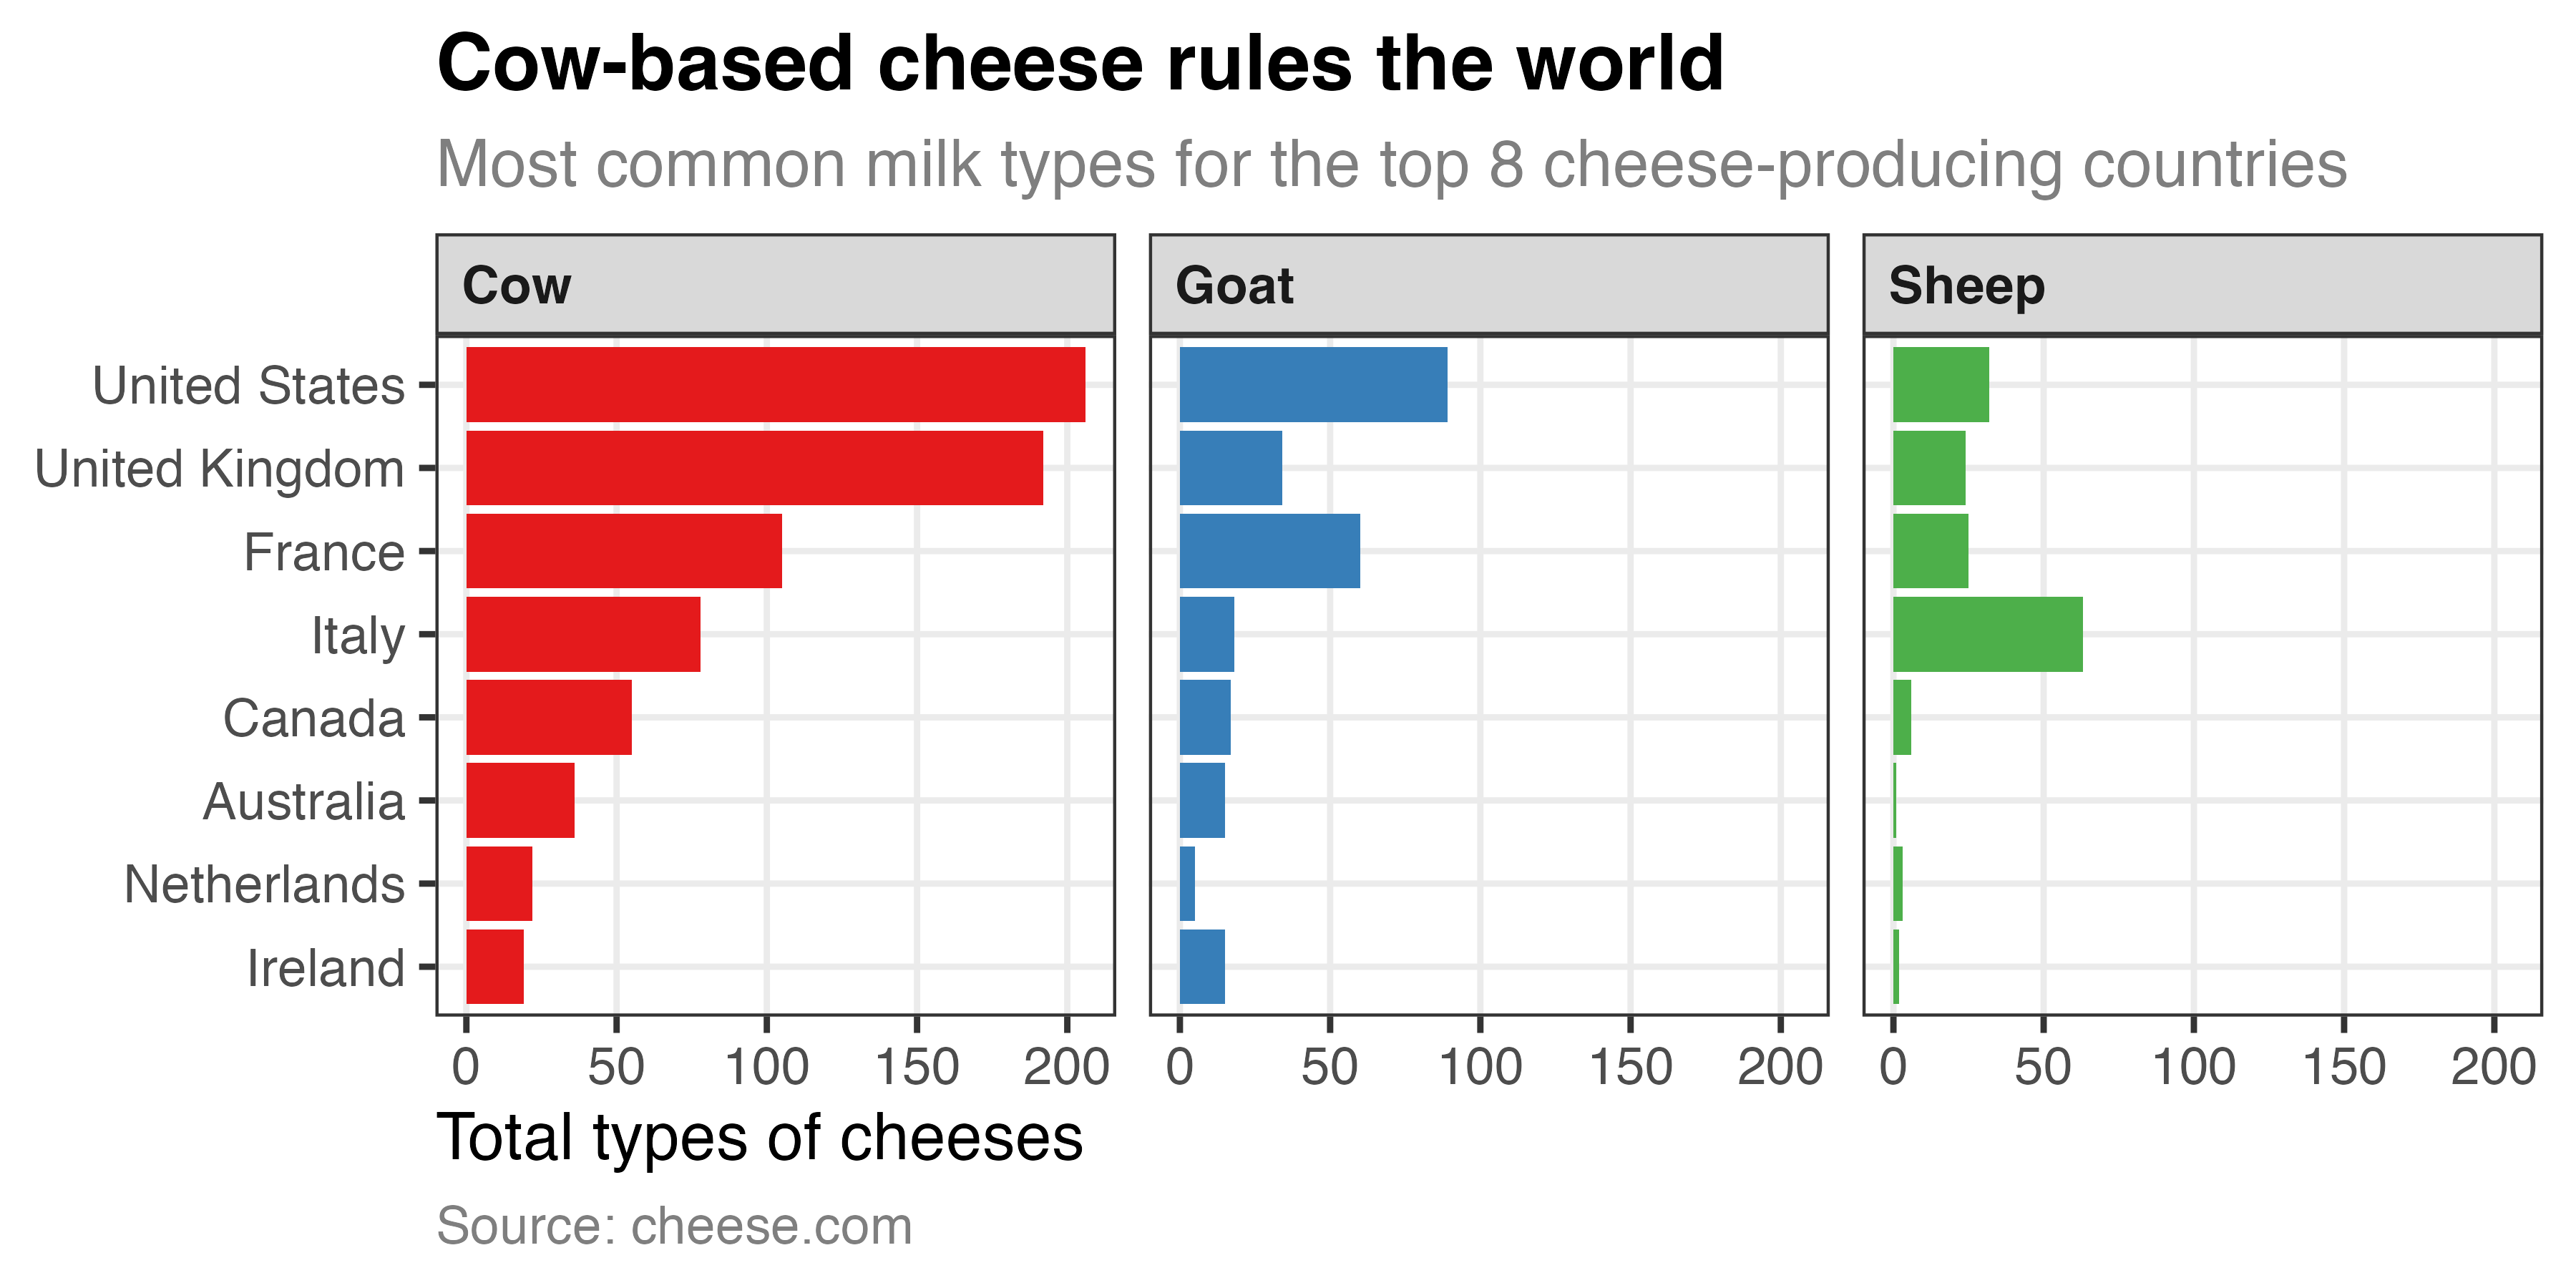 Cow-based cheese rules the world
Most common milk types for the top 8 cheese-producing countries
Cow
Goat
Sheep
United States
United Kingdom
France
Italy
Canada
Australia
Netherlands
Ireland
0 50 100 150 200
0 50 100 150 200
0 50 100 150 200
Total types of cheeses
Source: cheese.com